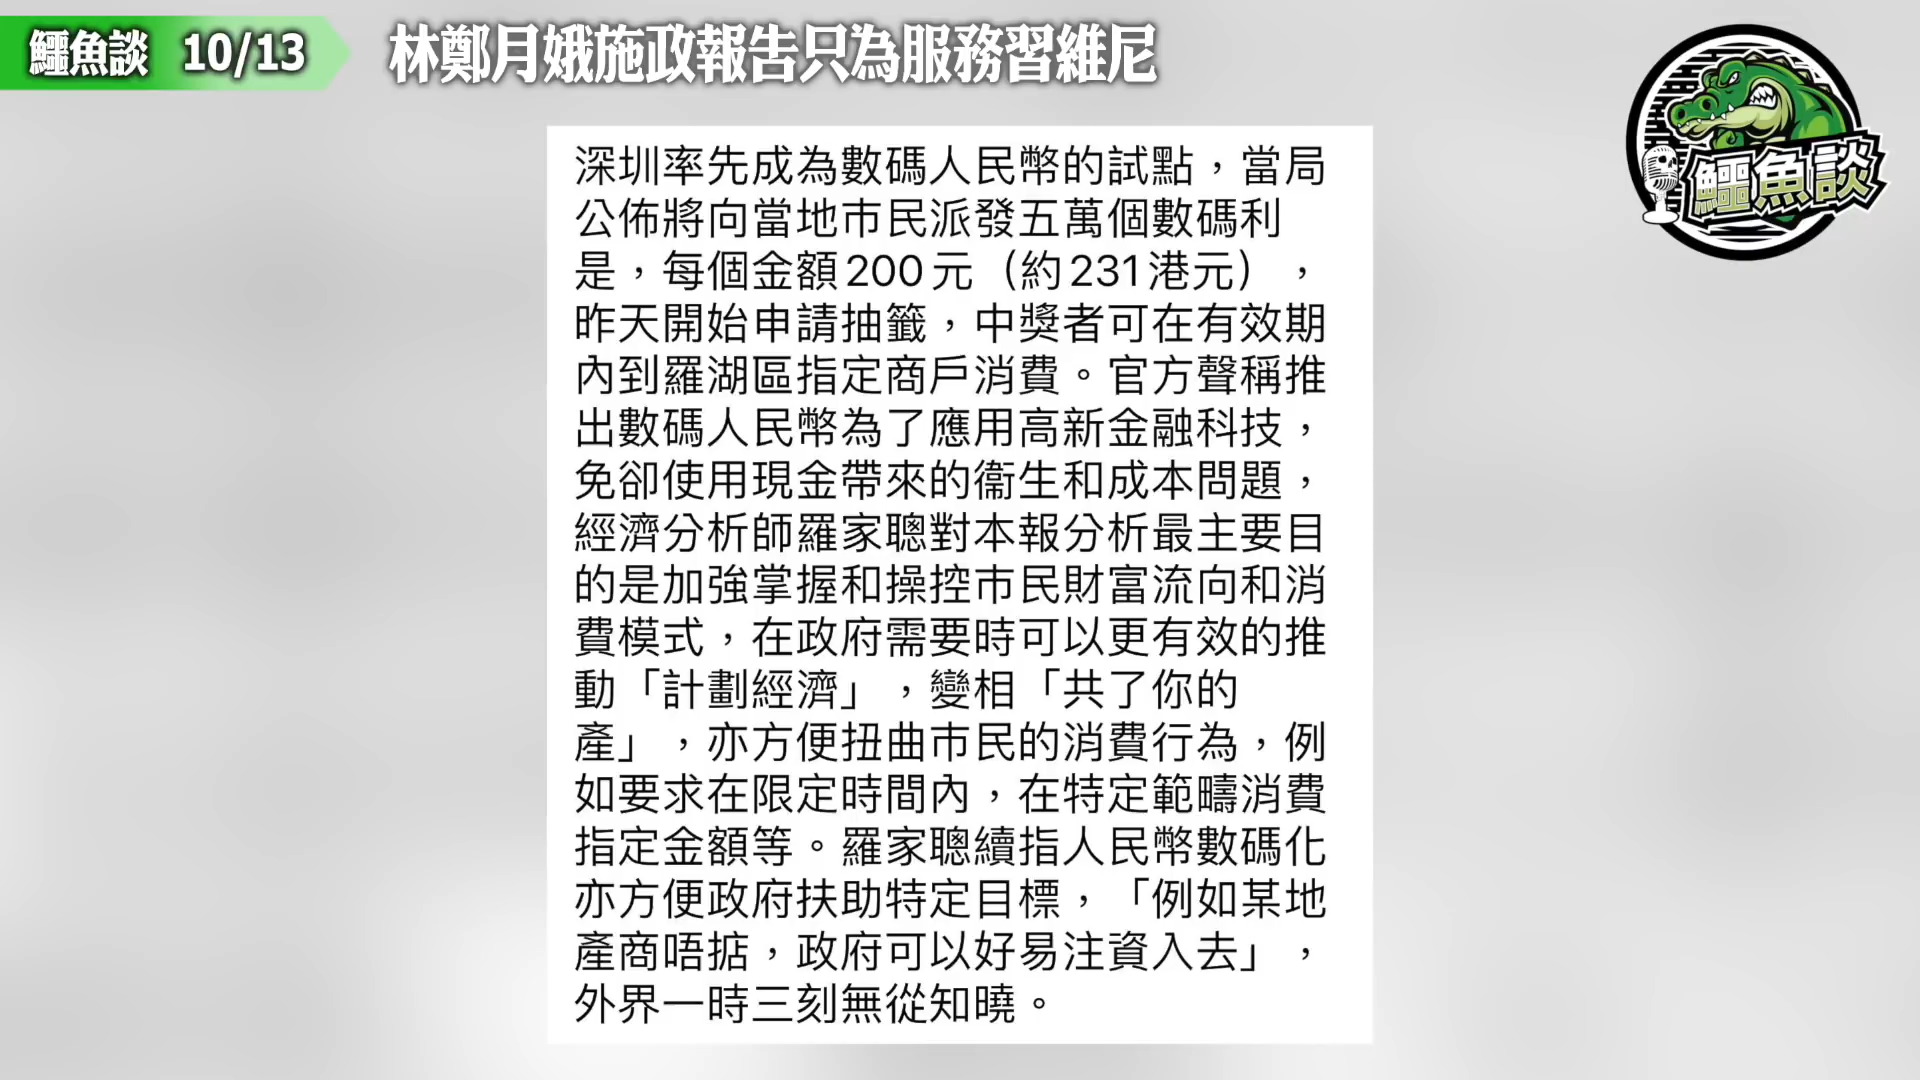 鱷魚談 10/13 林鄭月娥施政報告只為服務習維尼
鱷魚談
深圳率先成為數碼人民幣的試點，當局
公佈將向當地市民派發五萬個數碼利
是，每個金額200元（約231港元），
昨天開始申請抽籤，中獎者可在有效期
內到羅湖區指定商戶消費。官方聲稱推
出數碼人民幣為了應用高新金融科技，
免卻使用現金帶來的衞生和成本問題，
經濟分析師羅家聰對本報分析最主要目
的是加強掌握和操控市民財富流向和消
費模式，在政府需要時可以更有效的推
動「計劃經濟」，變相「共了你的
產」，亦方便扭曲市民的消費行為，例
如要求在限定時間內，在特定範疇消費
指定金額等。羅家聰續指人民幣數碼化
亦方便政府扶助特定目標，「例如某地
產商唔掂，政府可以好易注資入去」，
外界一時三刻無從知曉。